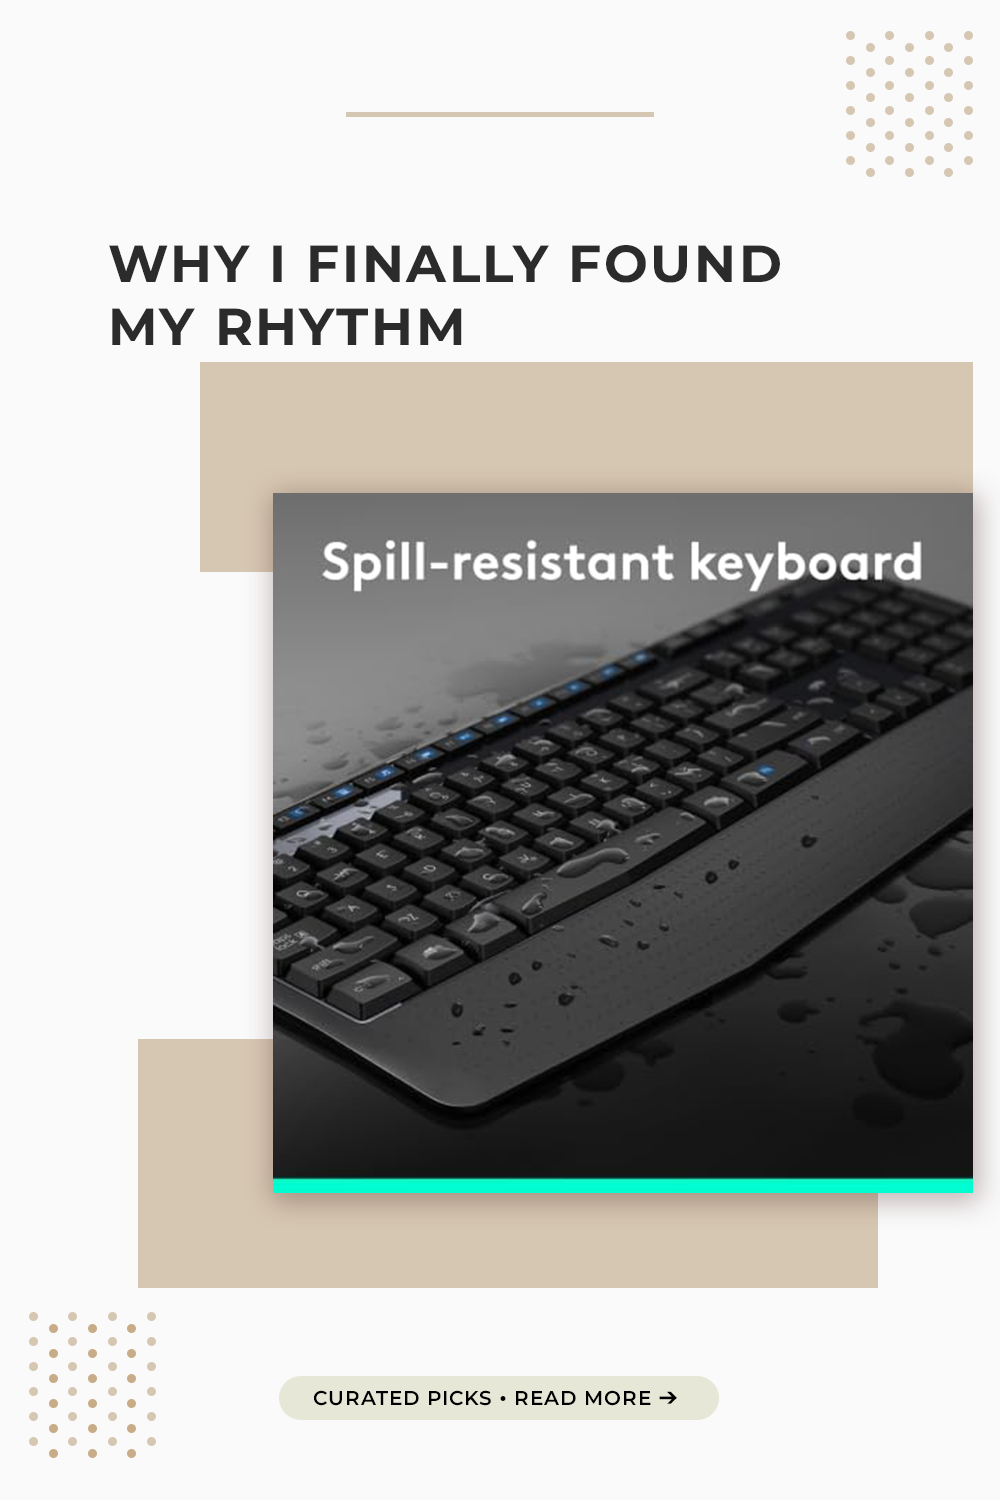 WHY I FINALLY FOUND
MY RHYTHM
Spill-resistant keyboard
CURATED PICKS • READ MORE ➔